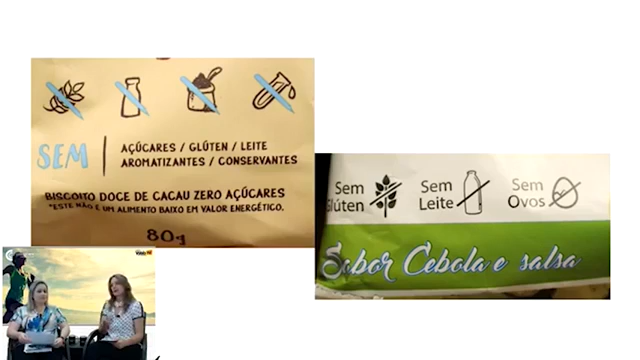 SEM
AÇÚCARES / GLÚTEN / LEITE
AROMATIZANTES / CONSERVANTES
BISCOITO DOCE DE CACAU ZERO AÇÚCARES
*ESTE NÃO É UM ALIMENTO BAIXO EM VALOR ENERGÉTICO.
80g
Sem Glúten
Sem Leite
Sem Ovos
Sabor Cebola e salsa